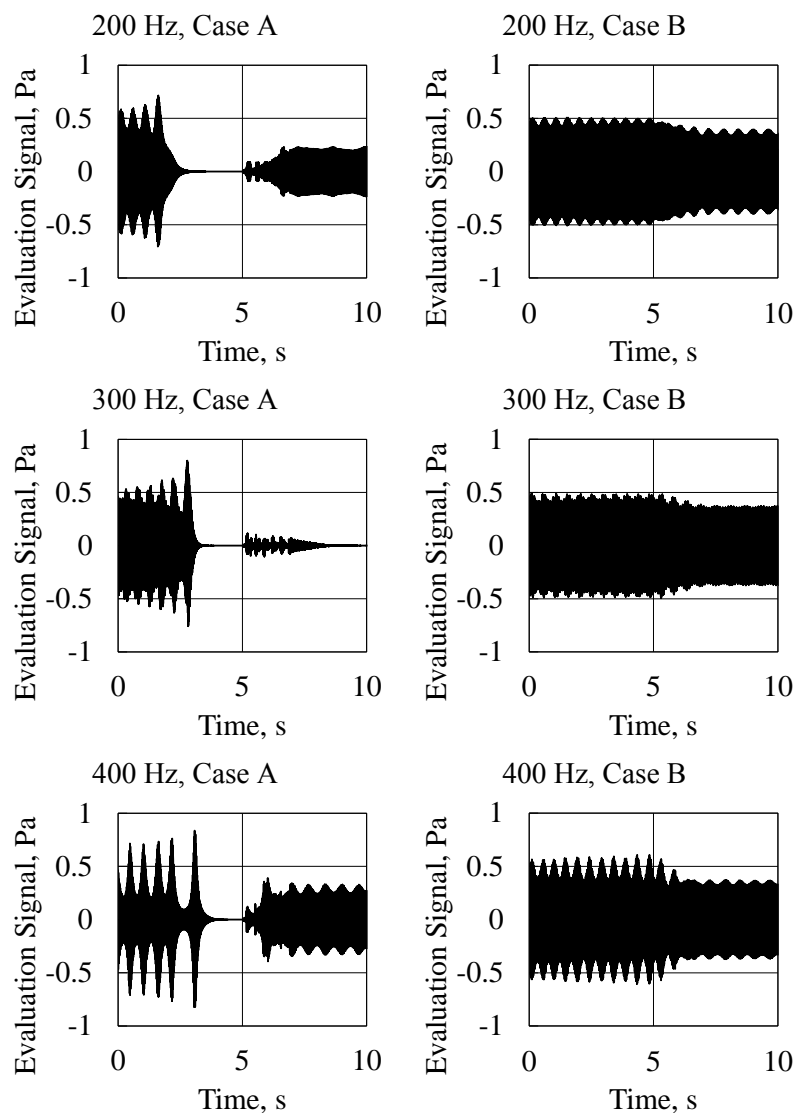 200 Hz, Case A
Evaluation Signal, Pa
1
0.5
0
-0.5
-1
0 5 10
Time, s
200 Hz, Case B
Evaluation Signal, Pa
1
0.5
0
-0.5
-1
0 5 10
Time, s
300 Hz, Case A
Evaluation Signal, Pa
1
0.5
0
-0.5
-1
0 5 10
Time, s
300 Hz, Case B
Evaluation Signal, Pa
1
0.5
0
-0.5
-1
0 5 10
Time, s
400 Hz, Case A
Evaluation Signal, Pa
1
0.5
0
-0.5
-1
0 5 10
Time, s
400 Hz, Case B
Evaluation Signal, Pa
1
0.5
0
-0.5
-1
0 5 10
Time, s